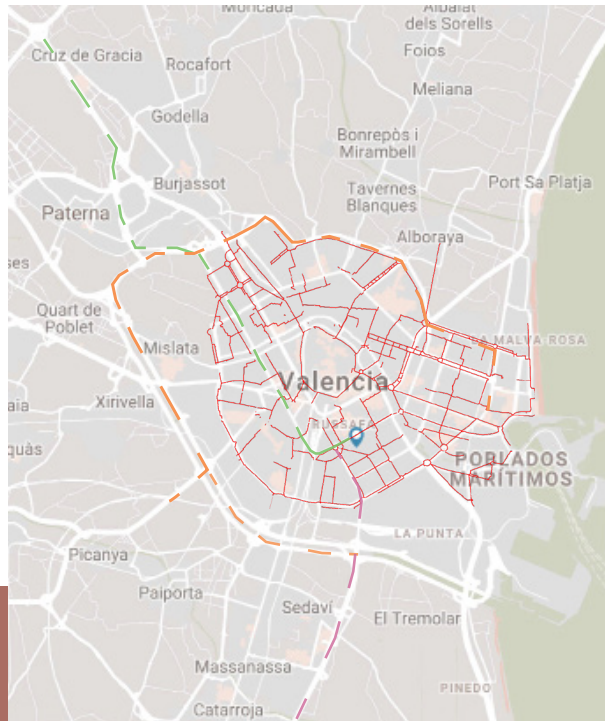 Moncada
Albalat
dels Sorells
Cruz de Gracia
Foios
Rocafort
Meliana
Godella
Bonrepòs i
Mirambell
Burjassot
Tavernes
Blanques
Port Sa Platja
Paterna
Alboraya
Quart de
Poblet
LA MALVA ROSA
Mislata
Valencia
Xirivella
POBLADOS
MARÍTIMOS
LA PUNTA
Picanya
Paiporta
Sedaví
El Tremolar
Massanassa
PINEDO
Catarroja